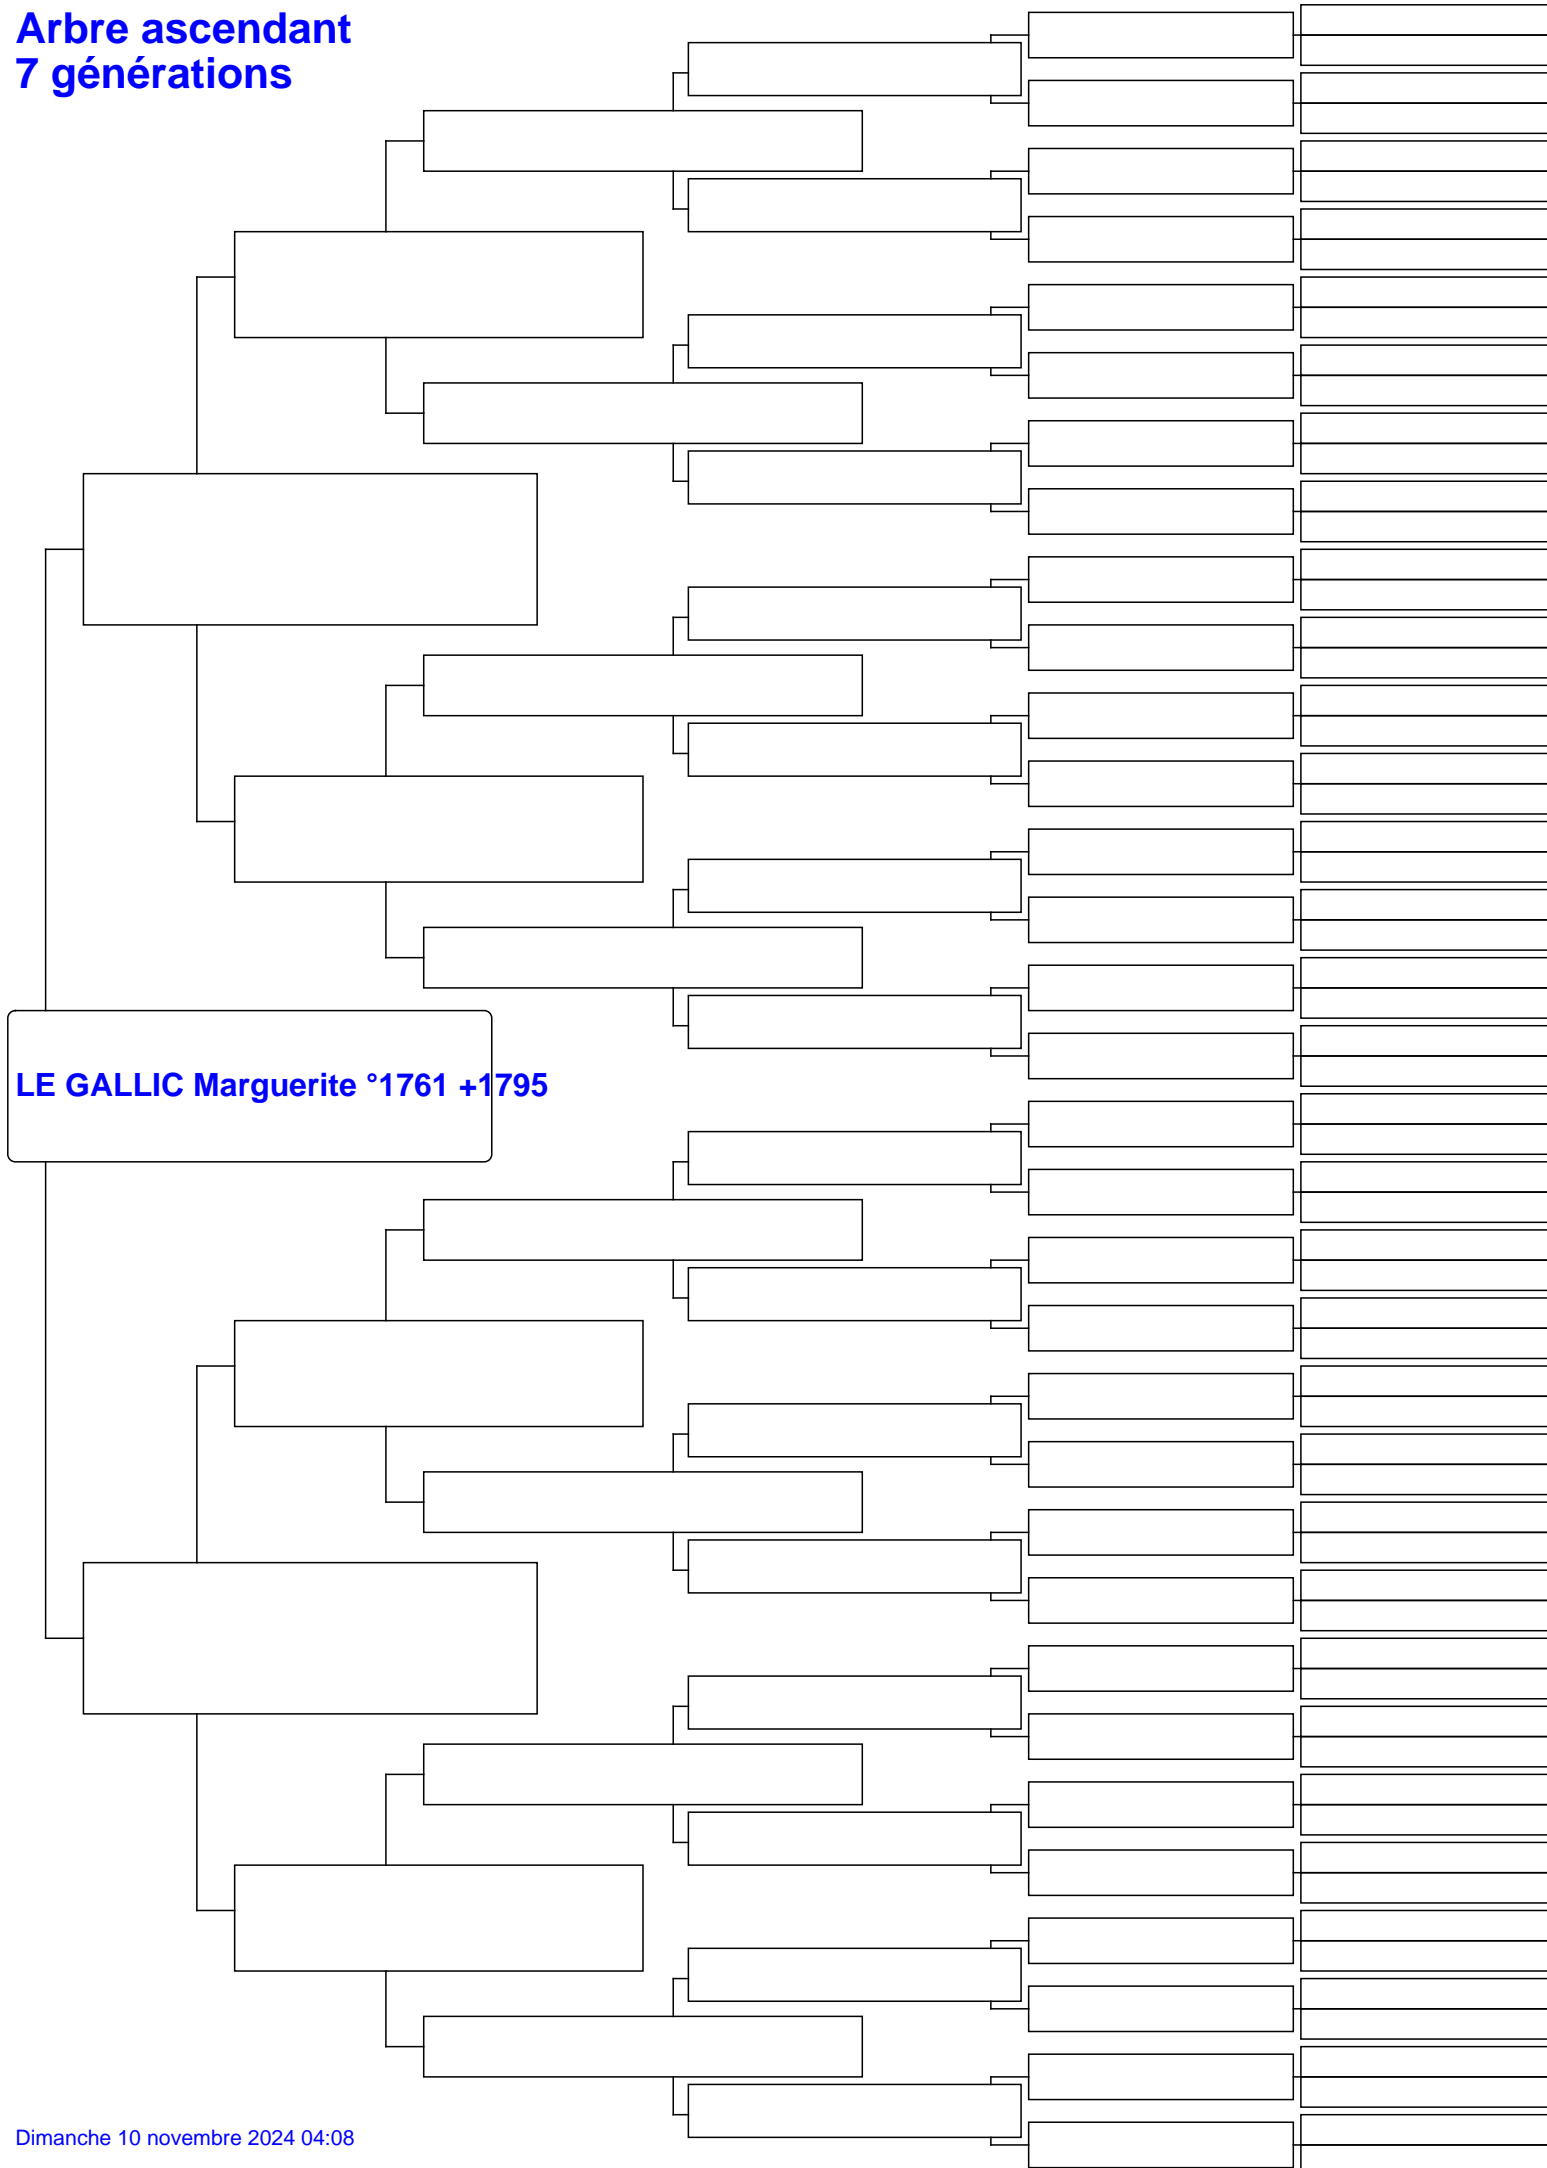 Arbre ascendant
7 générations
LE GALLIC Marguerite °1761 +1795
Dimanche 10 novembre 2024 04:08